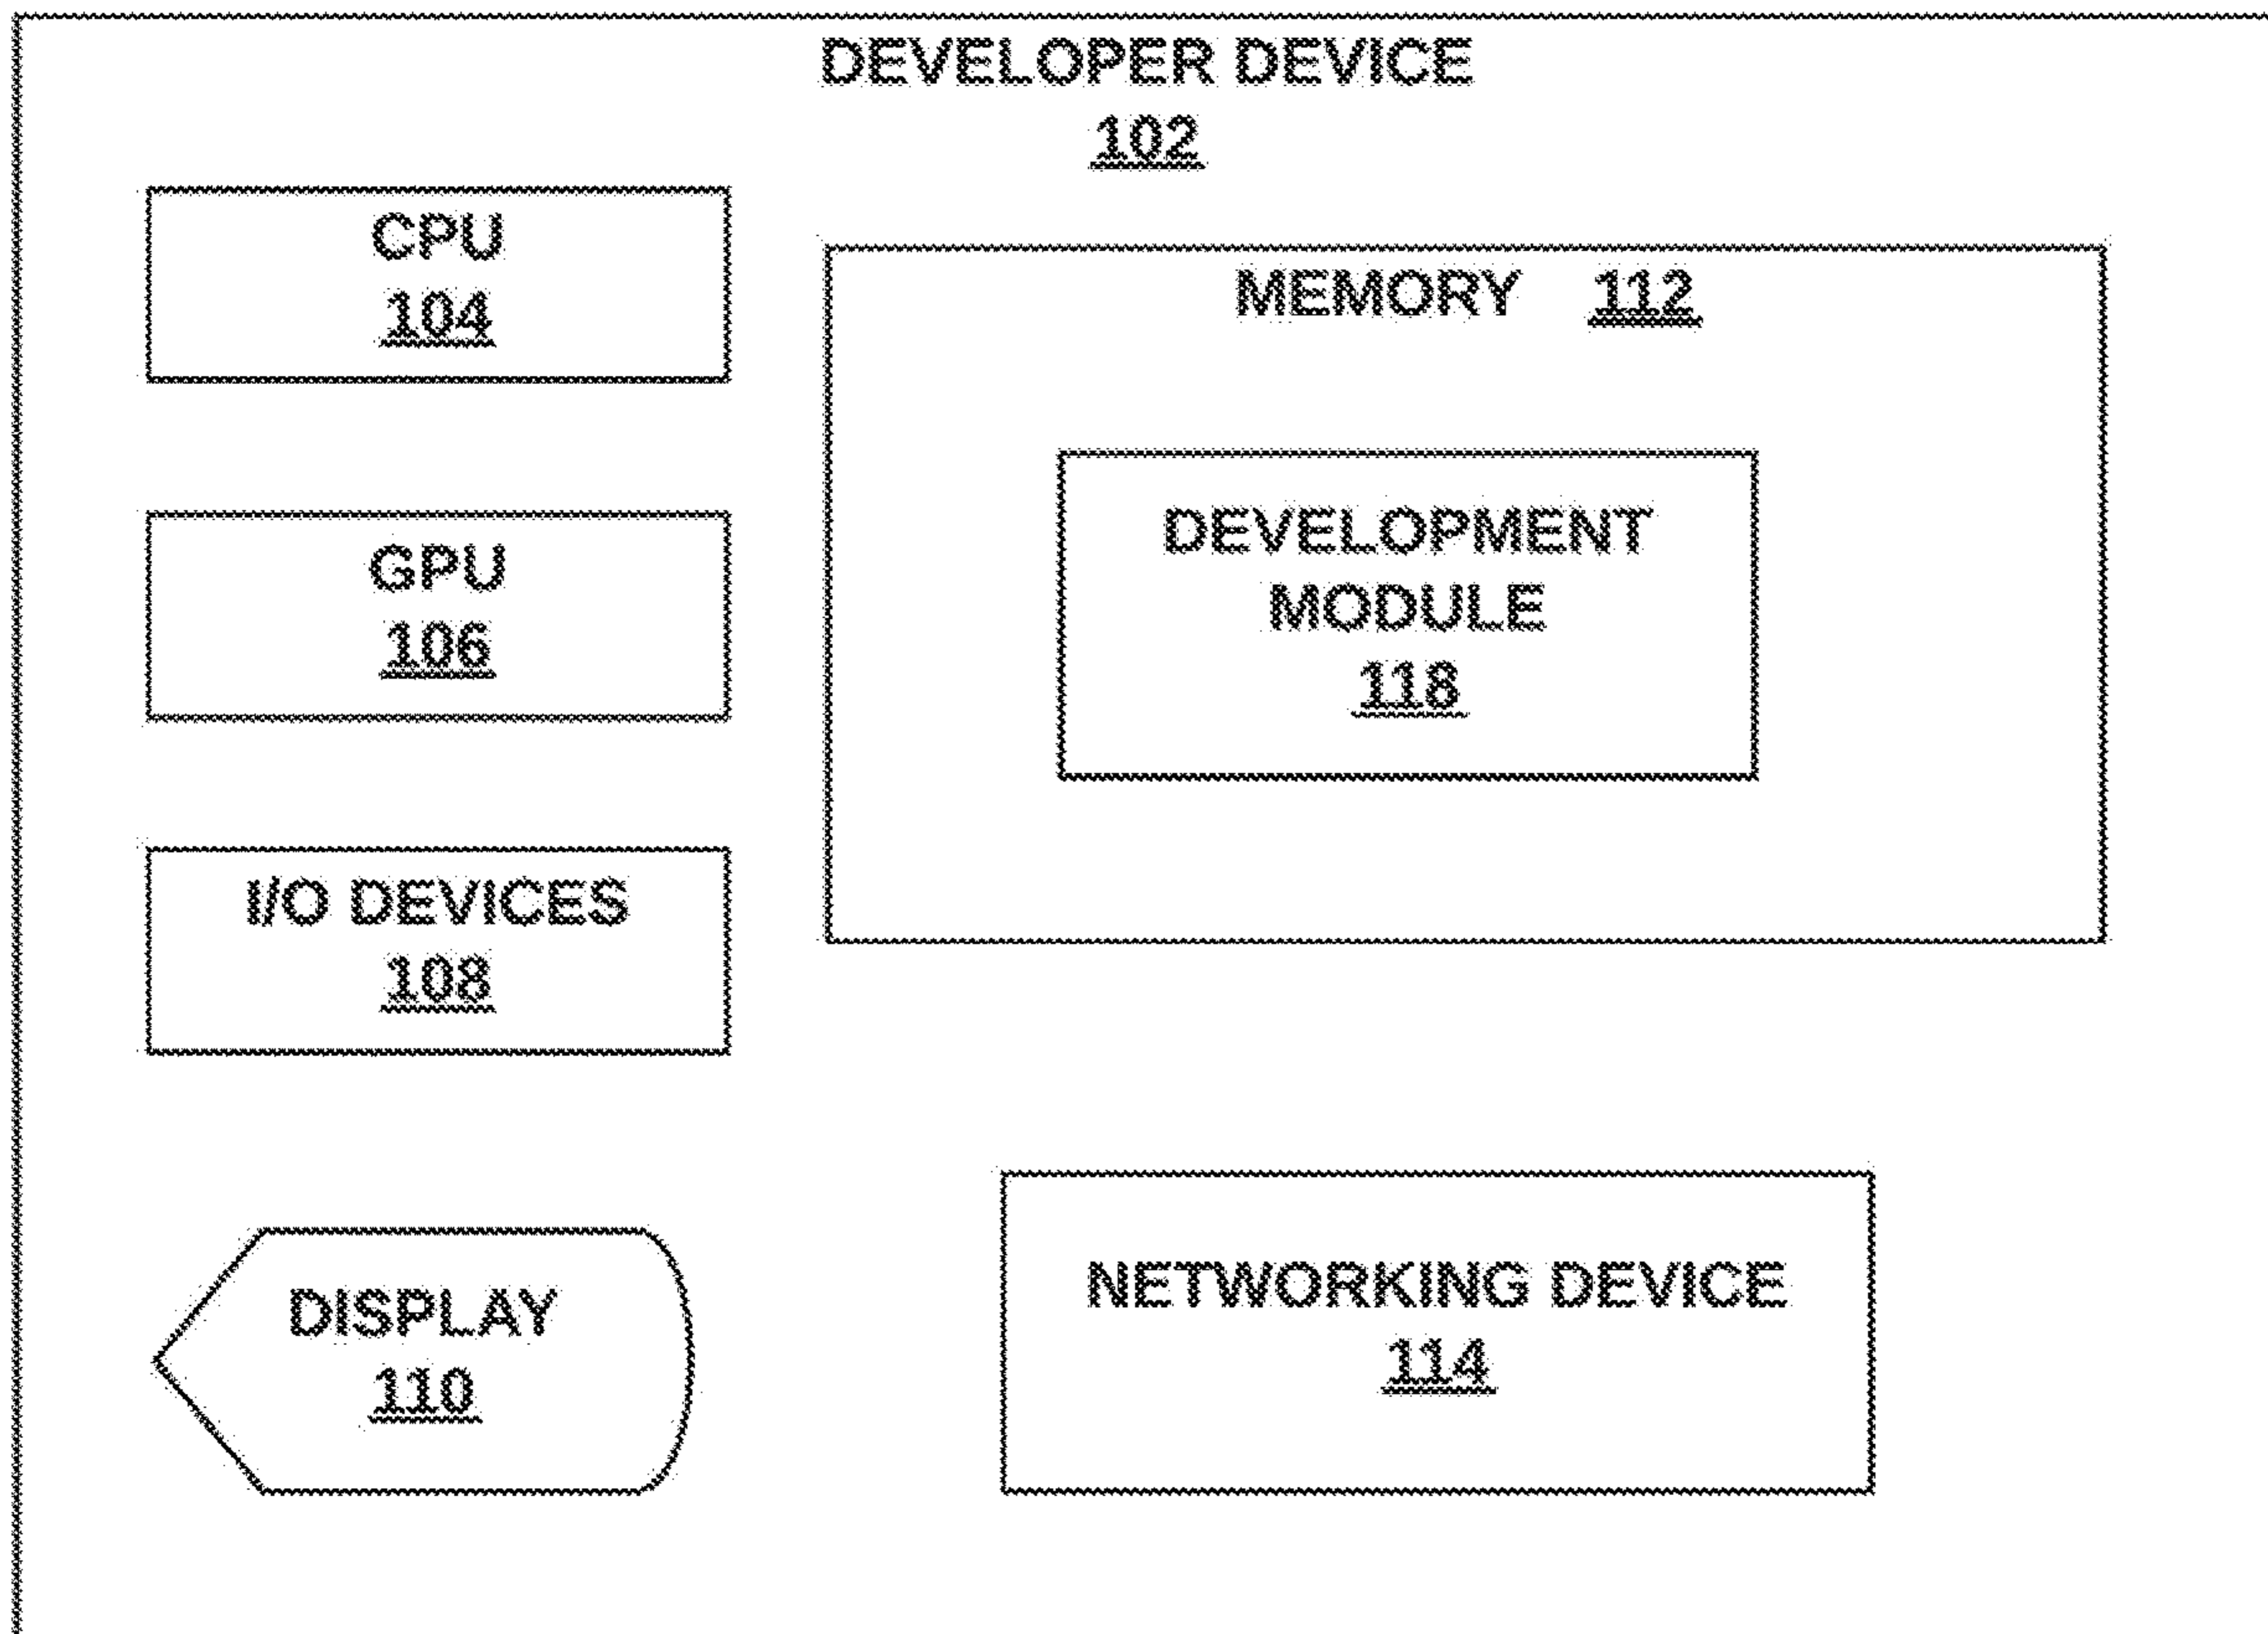 DEVELOPER DEVICE
102
CPU
104
MEMORY 112
GPU
106
DEVELOPMENT
MODULE
118
I/O DEVICES
108
DISPLAY
110
NETWORKING DEVICE
114